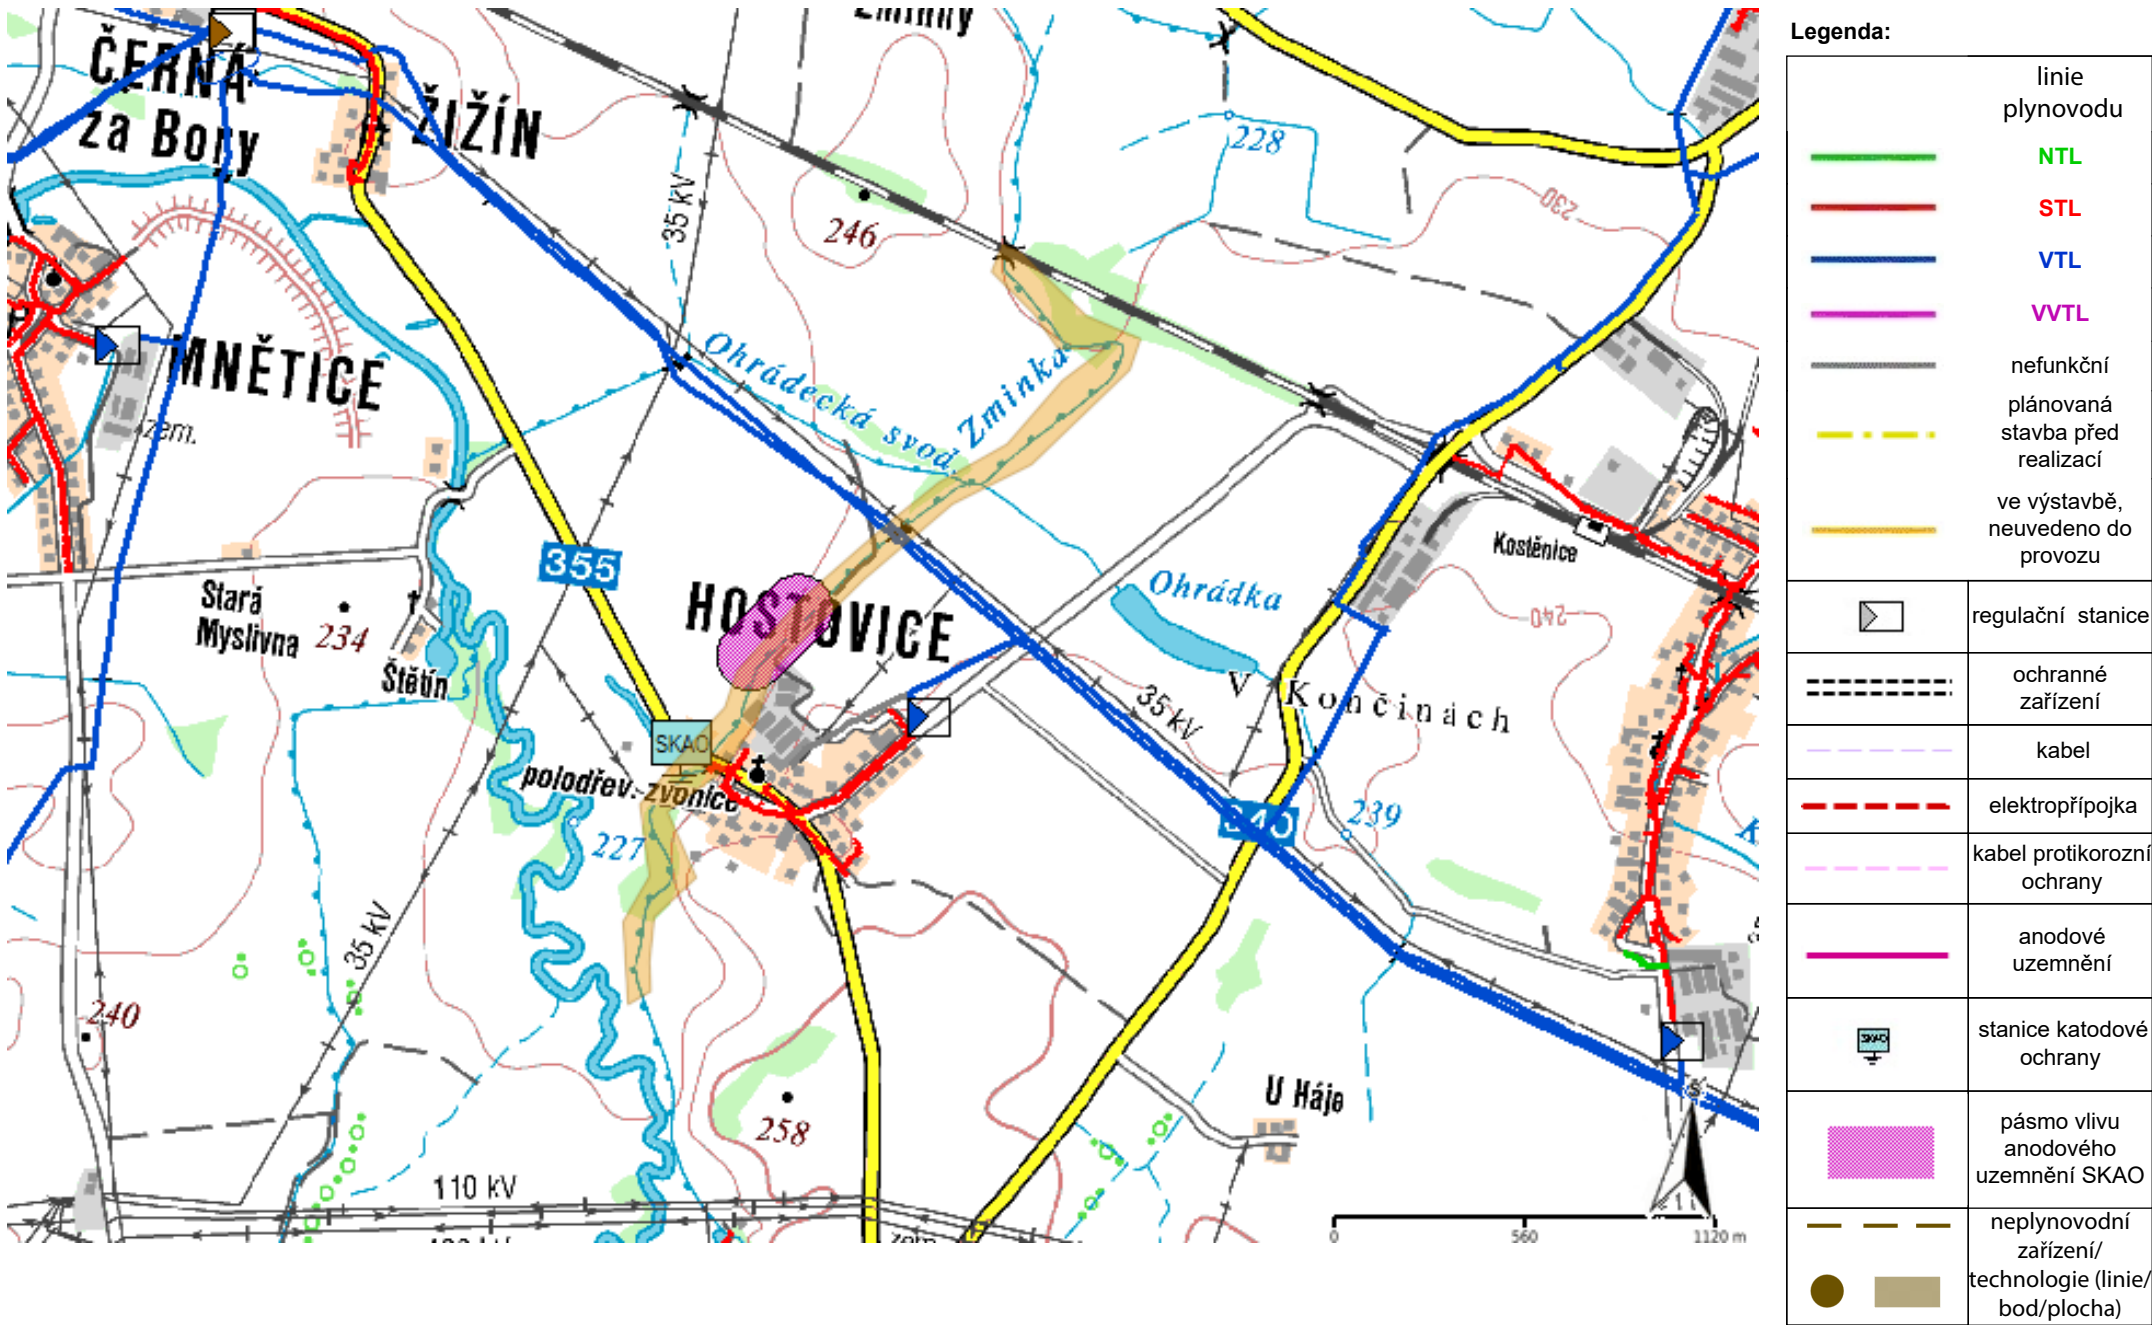 Zminný
ČERNÁ
za Bory
ŽIŽÍN
228
35 kV
246
230
MNĚTICE
zem.
Ohrádecká svod.
Zminka
355
Kostěnice
Stará
Myslivna
234
Štětín
HOSTOVICE
Ohrádka
240
V Končinách
35 kV
SKAO
polodřev. zvonice
227
340
239
35 kV
240
258
U Háje
110 kV
zem.
0
560
1120 m
Legenda:
linie
plynovodu
NTL
STL
VTL
VVTL
nefunkční
plánovaná
stavba před
realizací
ve výstavbě,
neuvedeno do
provozu
regulační stanice
ochranné
zařízení
kabel
elektropřípojka
kabel protikorozní
ochrany
anodové
uzemnění
SKAO
stanice katodové
ochrany
pásmo vlivu
anodového
uzemnění SKAO
neplynovodní
zařízení/
technologie (linie/
bod/plocha)